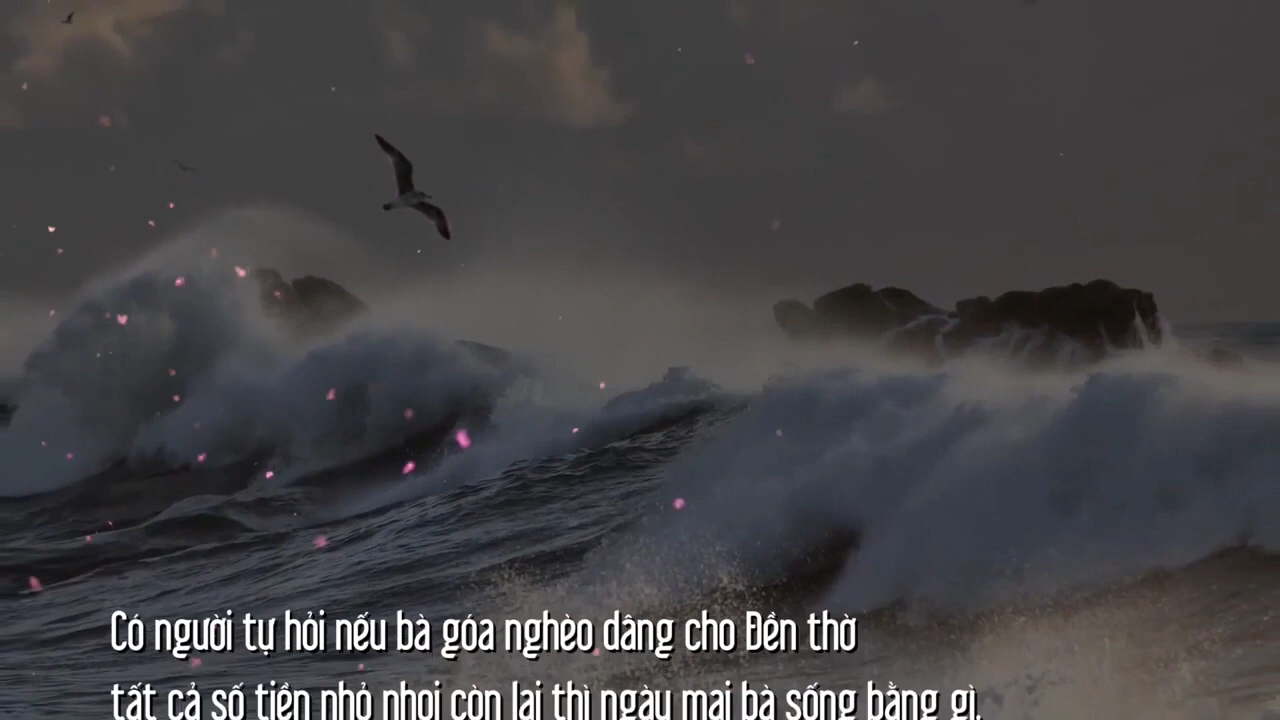 Có người tự hỏi nếu bà góa nghèo dâng cho Đền thờ
tất cả số tiền nhỏ nhoi còn lại thì ngày mai bà sống bằng gì.